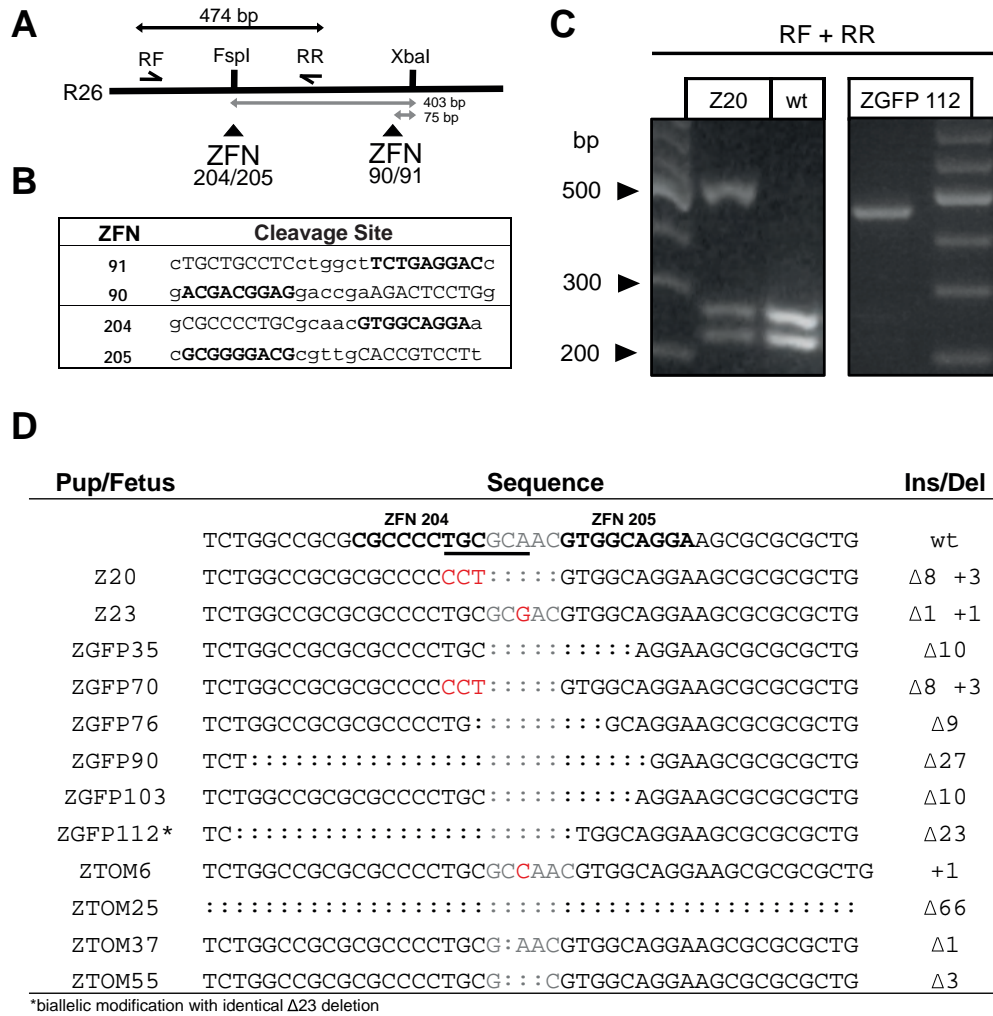 A
474 bp
RF
FspI
RR
XbaI
R26
403 bp
75 bp
ZFN
204/205
ZFN
90/91
B
ZFN Cleavage Site
91 cTGCTGCCTCctggctTCTGAGGACc
90 gACGACGGAGgaccgaAGACTCCTGg
204 gCGCCCCTGCgcaacGTGGCAGGAa
205 cGCGGGGACGcgttgCACCGTCCTt
C
RF + RR
Z20 wt ZGFP 112
bp
500
300
200
D
Pup/Fetus Sequence Ins/Del
ZFN 204 ZFN 205
TCTGGCCGCGCGCCCCTGCGCAACGTGGCAGGAAGCGCGCGCTG wt
Z20 TCTGGCCGCGCGCCCCCCT:::::GTGGCAGGAAGCGCGCGCTG Δ8 +3
Z23 TCTGGCCGCGCGCCCCTGCGCGACGTGGCAGGAAGCGCGCGCTG Δ1 +1
ZGFP35 TCTGGCCGCGCGCCCCTGC::::::::::AGGAAGCGCGCGCTG Δ10
ZGFP70 TCTGGCCGCGCGCCCCCCT:::::GTGGCAGGAAGCGCGCGCTG Δ8 +3
ZGFP76 TCTGGCCGCGCGCCCCTG:::::::::GCAGGAAGCGCGCGCTG Δ9
ZGFP90 TCT:::::::::::::::::::::::::::GGAAGCGCGCGCTG Δ27
ZGFP103 TCTGGCCGCGCGCCCCTGC::::::::::AGGAAGCGCGCGCTG Δ10
ZGFP112* TC:::::::::::::::::::::::TGGCAGGAAGCGCGCGCTG Δ23
ZTOM6 TCTGGCCGCGCGCCCCTGCGCCAACGTGGCAGGAAGCGCGCGCTG +1
ZTOM25 :::::::::::::::::::::::::::::::::::::::::::: Δ66
ZTOM37 TCTGGCCGCGCGCCCCTGCG:AACGTGGCAGGAAGCGCGCGCTG Δ1
ZTOM55 TCTGGCCGCGCGCCCCTGCG:::CGTGGCAGGAAGCGCGCGCTG Δ3
*biallelic modification with identical Δ23 deletion